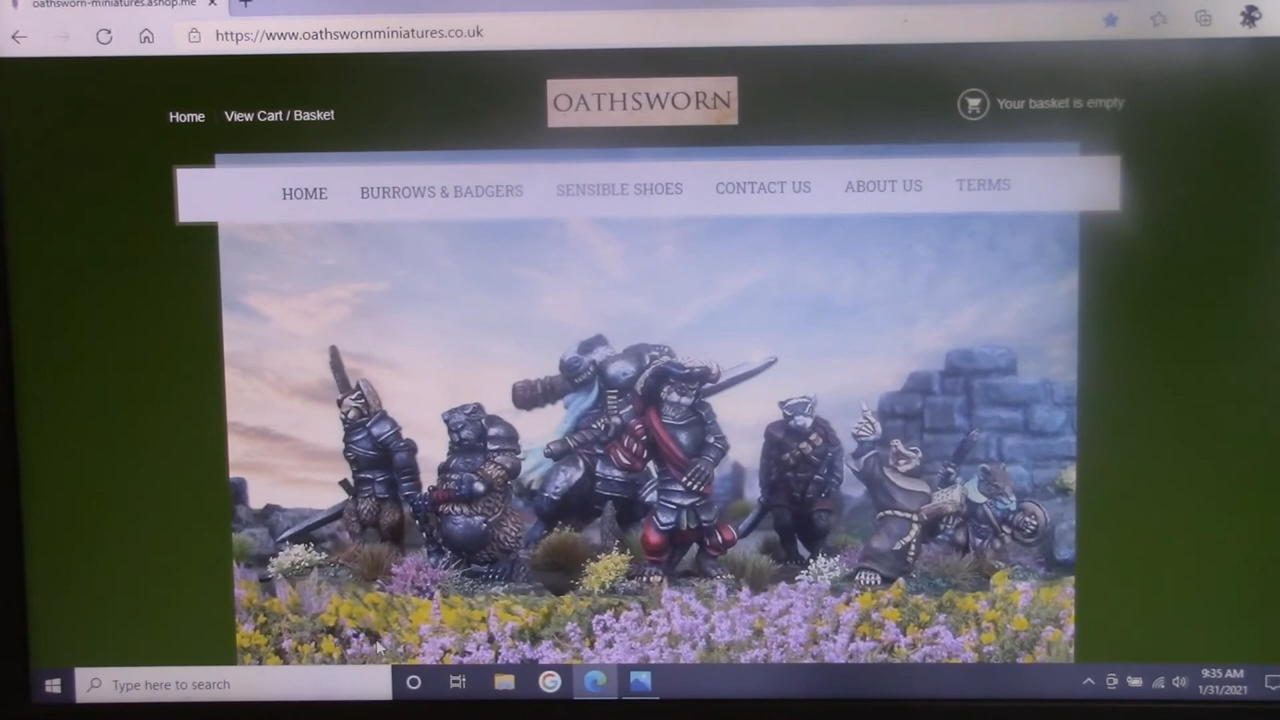 oathsworn-miniatures.ashop.me
https://www.oathswornminiatures.co.uk
Home View Cart / Basket
OATHSWORN
Your basket is empty
HOME BURROWS & BADGERS SENSIBLE SHOES CONTACT US ABOUT US TERMS
Type here to search
9:35 AM
1/31/2021